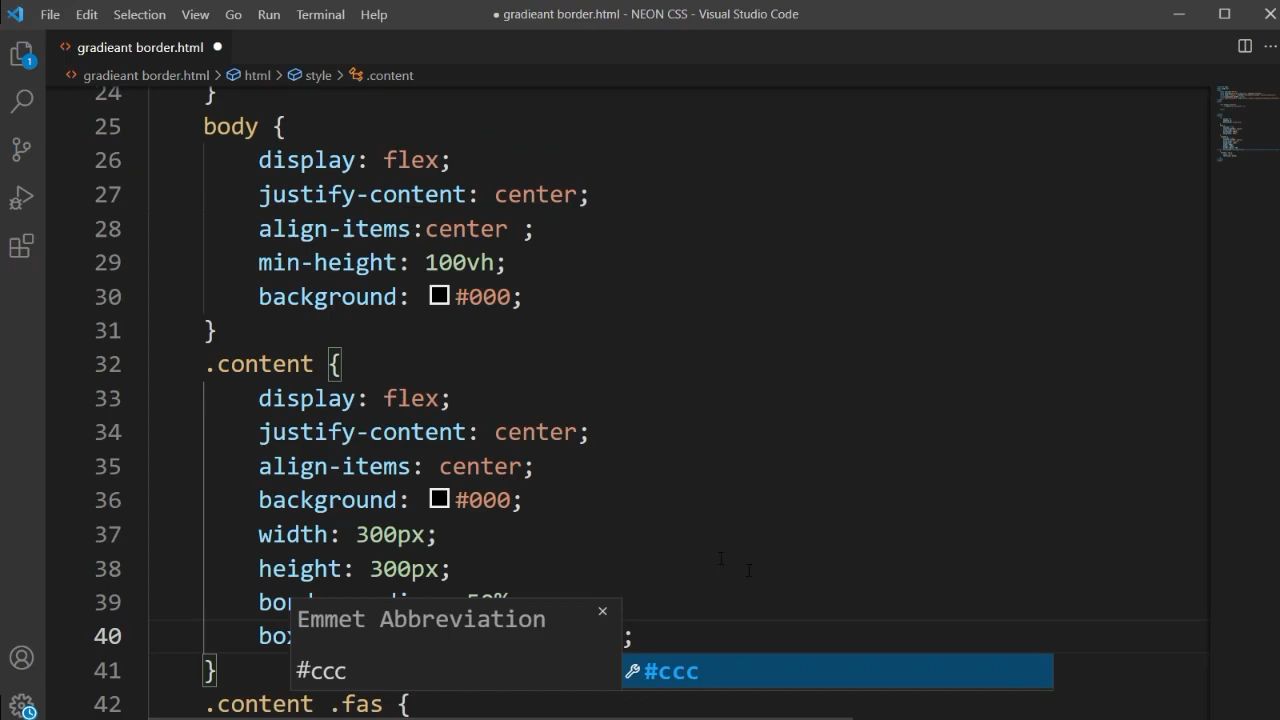 File Edit Selection View Go Run Terminal Help ● gradieant border.html - NEON CSS - Visual Studio Code
gradieant border.html
gradieant border.html > html > style > .content
24 }
25 body {
26 display: flex;
27 justify-content: center;
28 align-items:center ;
29 min-height: 100vh;
30 background: #000;
31 }
32 .content {
33 display: flex;
34 justify-content: center;
35 align-items: center;
36 background: #000;
37 width: 300px;
38 height: 300px;
39
40 ;
Emmet Abbreviation
#ccc
#ccc
41 }
42 .content .fas {
1